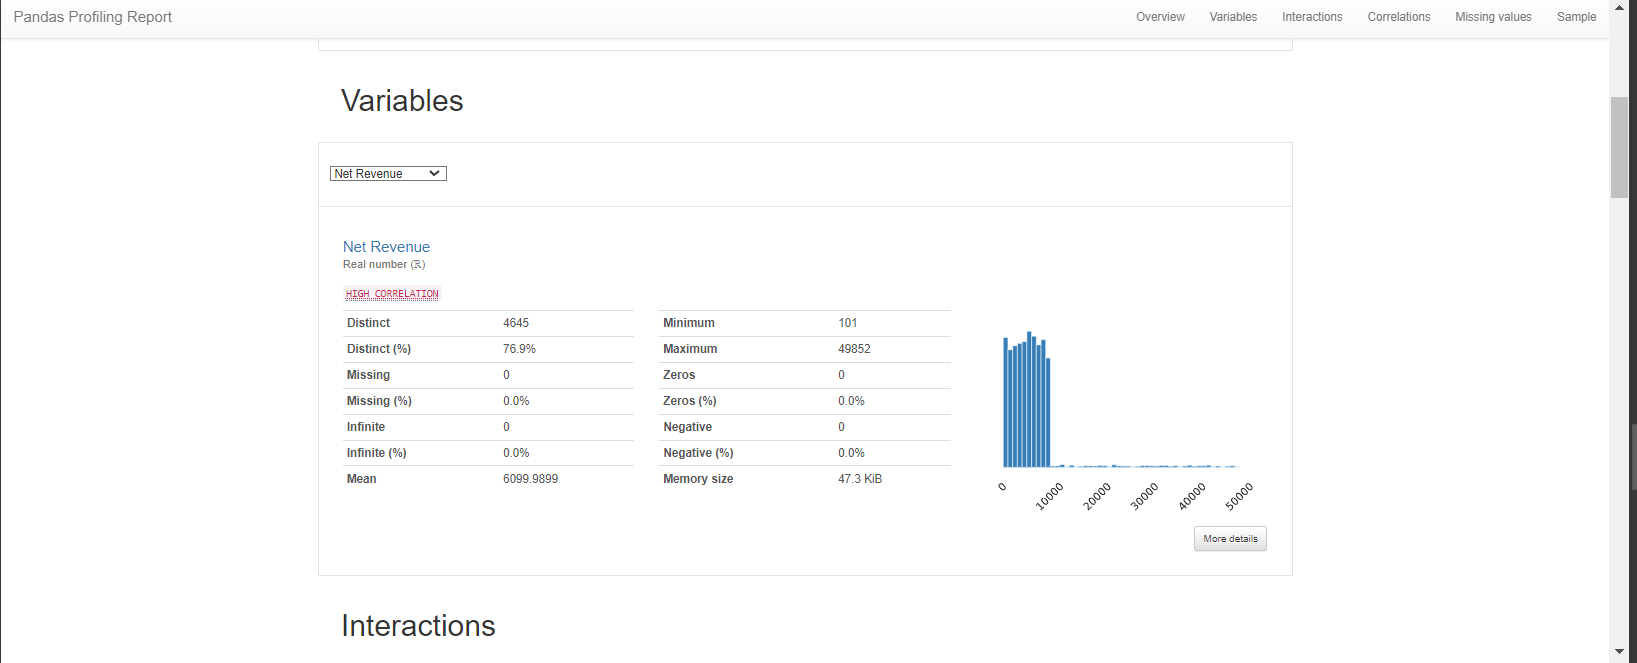 Pandas Profiling Report
Overview Variables Interactions Correlations Missing values Sample
Variables
Net Revenue
Net Revenue
Real number (ℝ)
HIGH CORRELATION
Distinct 4645
Distinct (%) 76.9%
Missing 0
Missing (%) 0.0%
Infinite 0
Infinite (%) 0.0%
Mean 6099.9899
Minimum 101
Maximum 49852
Zeros 0
Zeros (%) 0.0%
Negative 0
Negative (%) 0.0%
Memory size 47.3 KiB
0 10000 20000 30000 40000 50000
More details
Interactions